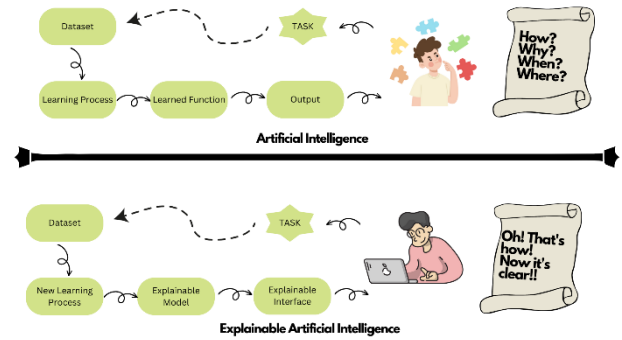 Dataset
TASK
How?
Why?
When?
Where?
Learning Process
Learned Function
Output
Artificial Intelligence
Dataset
TASK
Oh! That's
how!
Now it's
clear!!
New Learning
Process
Explainable
Model
Explainable
Interface
Explainable Artificial Intelligence